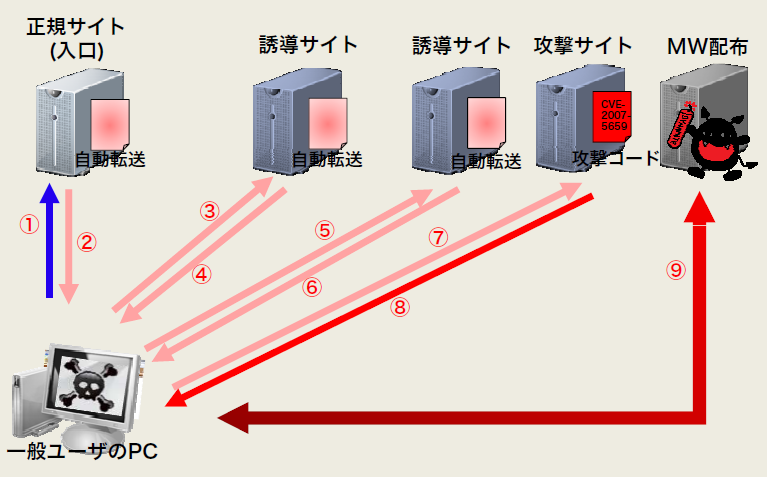 正規サイト
(入口)
誘導サイト
誘導サイト
攻撃サイト
MW配布
CVE-
2007-
5659
自動転送
自動転送
自動転送
攻撃コード
①
②
③
④
⑤
⑥
⑦
⑧
⑨
一般ユーザのPC